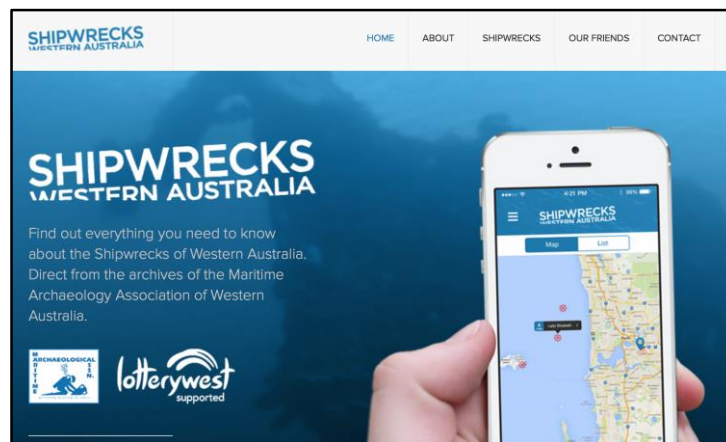 SHIPWRECKS
WESTERN AUSTRALIA
HOME ABOUT SHIPWRECKS OUR FRIENDS CONTACT
SHIPWRECKS
WESTERN AUSTRALIA
Find out everything you need to know
about the Shipwrecks of Western Australia.
Direct from the archives of the Maritime
Archaeology Association of Western
Australia.
MARITIME
ARCHAEOLOGICAL
ASSN.
lotterywest
supported
4:21 PM
SHIPWRECKS
WESTERN AUSTRALIA
Map List